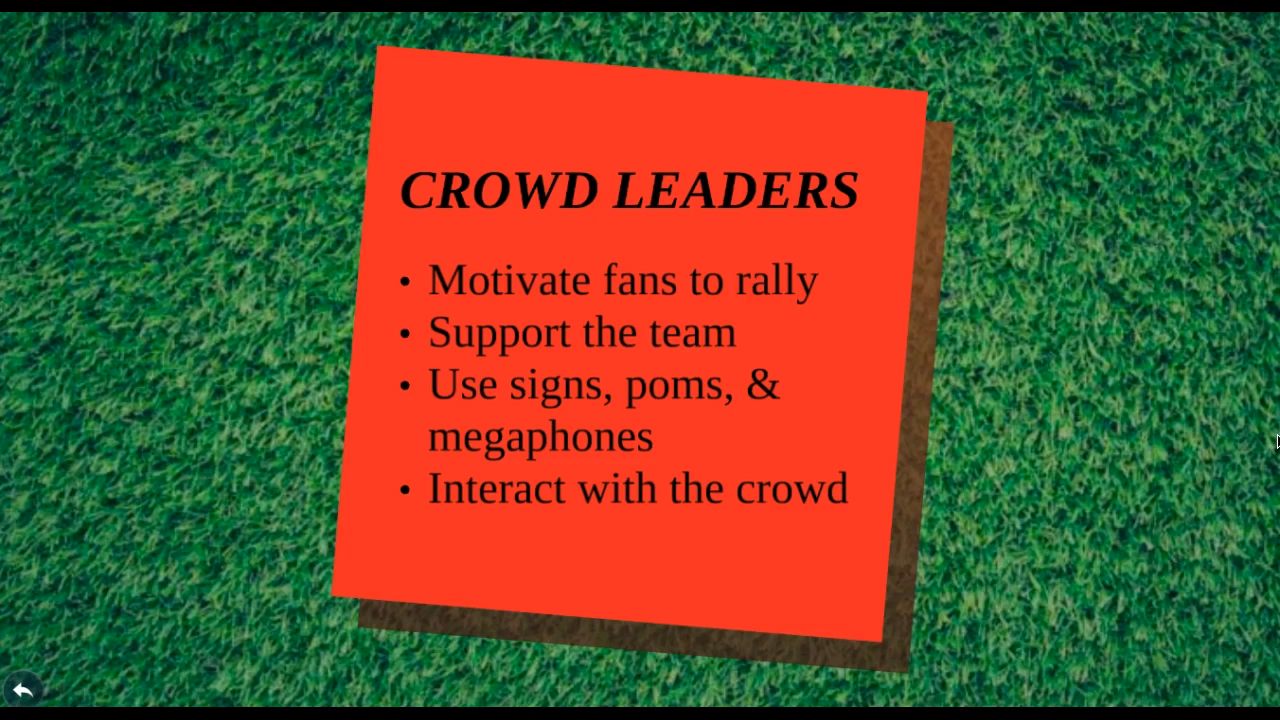 CROWD LEADERS
• Motivate fans to rally
• Support the team
• Use signs, poms, &
megaphones
• Interact with the crowd